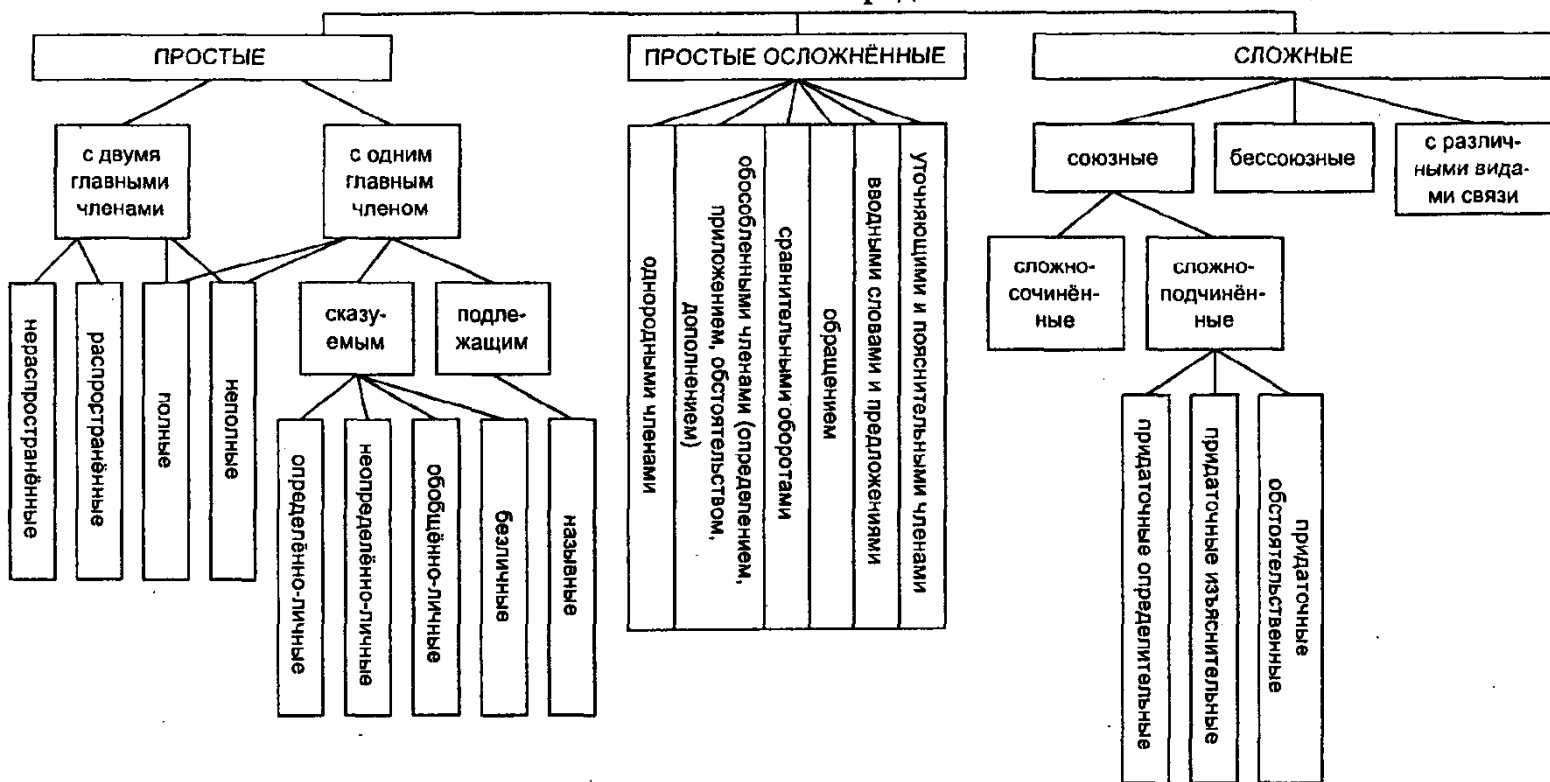 ПРОСТЫЕ
ПРОСТЫЕ ОСЛОЖНЁННЫЕ
СЛОЖНЫЕ
с двумя
главными
членами
с одним
главным
членом
нераспространённые
распространённые
полные
неполные
сказу-
емым
подле-
жащим
определённо-личные
неопределённо-личные
обобщённо-личные
безличные
назывные
однородными членами
обособленными членами (определением,
приложением, обстоятельством,
дополнением)
сравнительными оборотами
обращением
вводными словами и предложениями
уточняющими и пояснительными членами
союзные
бессоюзные
с различ-
ными вида-
ми связи
сложно-
сочинён-
ные
сложно-
подчинён-
ные
придаточные определительные
придаточные изъяснительные
придаточные
обстоятельственные